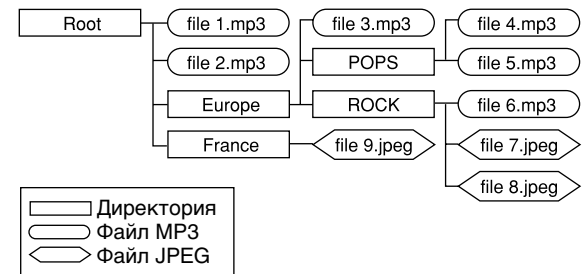 Root file 1.mp3 file 3.mp3 file 4.mp3
file 2.mp3 POPS file 5.mp3
Europe ROCK file 6.mp3
France file 9.jpeg file 7.jpeg
file 8.jpeg
Директория
Файл MP3
Файл JPEG